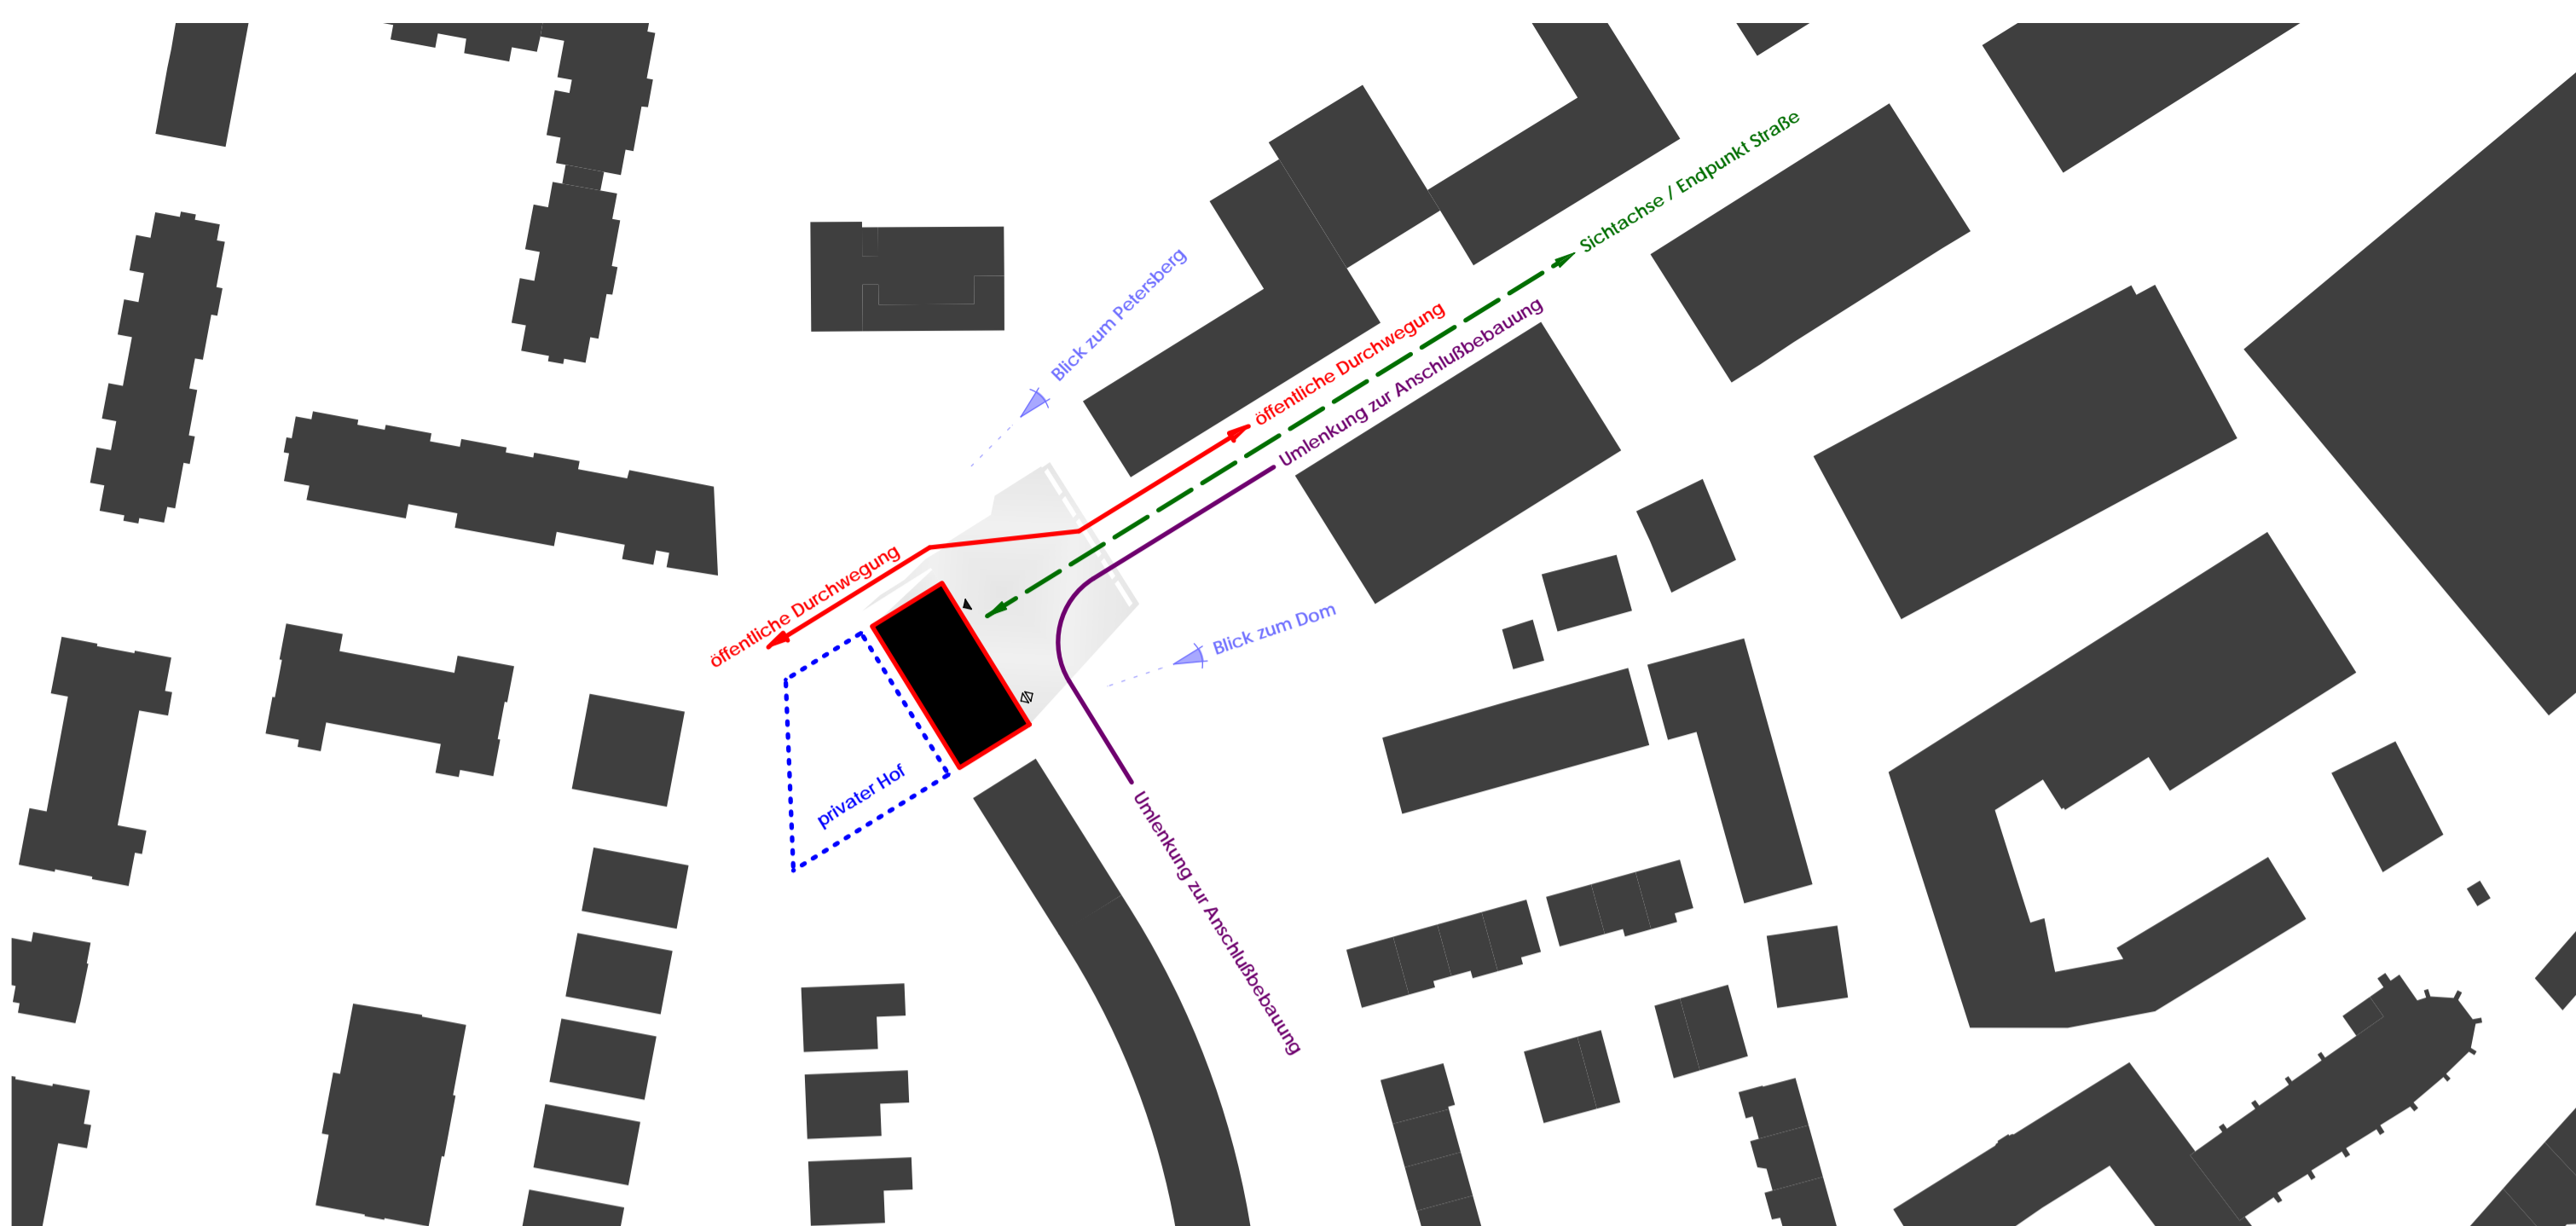 Sichtachse / Endpunkt Straße
Blick zum Petersberg
öffentliche Durchwegung
Umlenkung zur Anschlußbebauung
öffentliche Durchwegung
Blick zum Dom
privater Hof
Umlenkung zur Anschlußbebauung